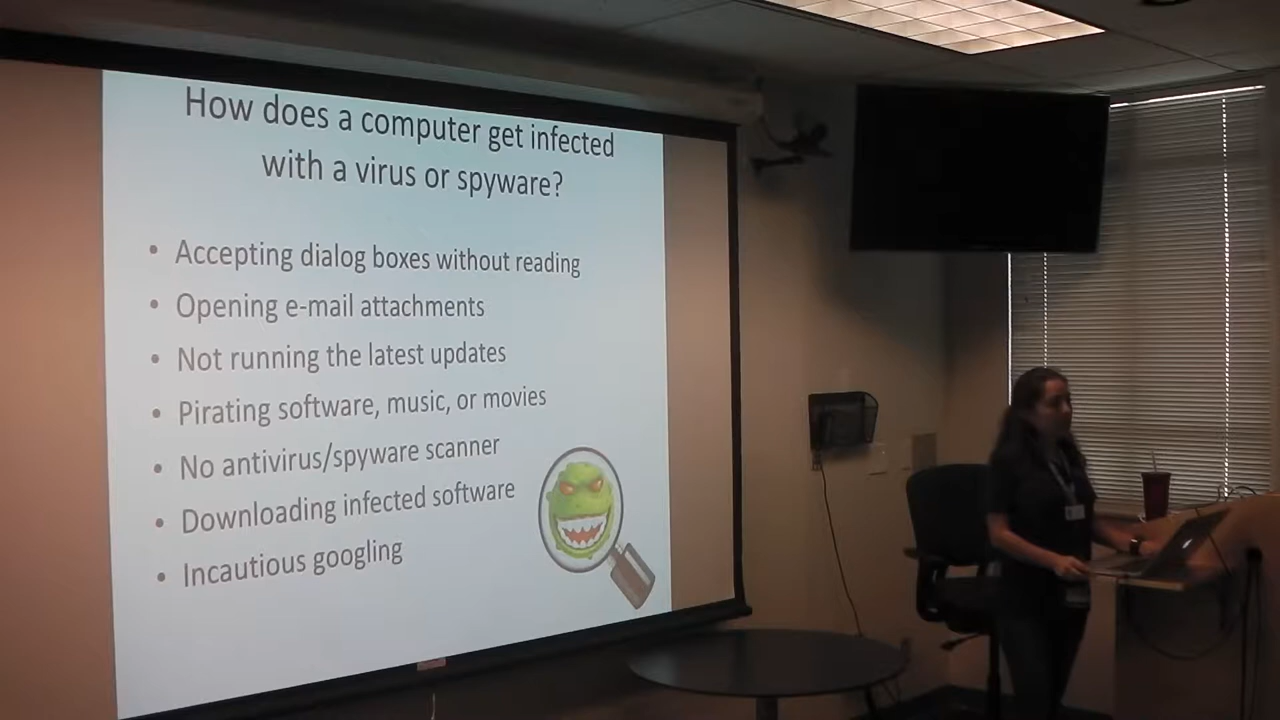 How does a computer get infected
with a virus or spyware?
• Accepting dialog boxes without reading
• Opening e-mail attachments
• Not running the latest updates
• Pirating software, music, or movies
• No antivirus/spyware scanner
• Downloading infected software
• Incautious googling